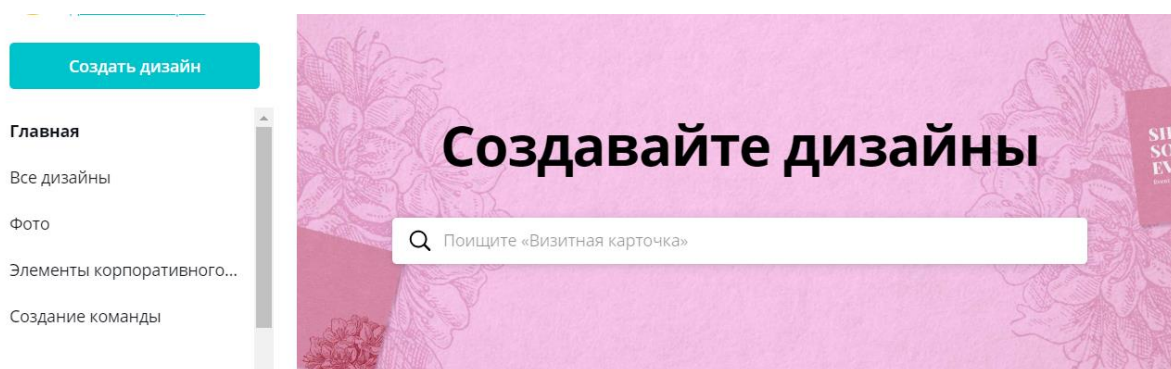 Создать дизайн
Главная
Все дизайны
Фото
Элементы корпоративного...
Создание команды
Создавайте дизайны
Поищите «Визитная карточка»